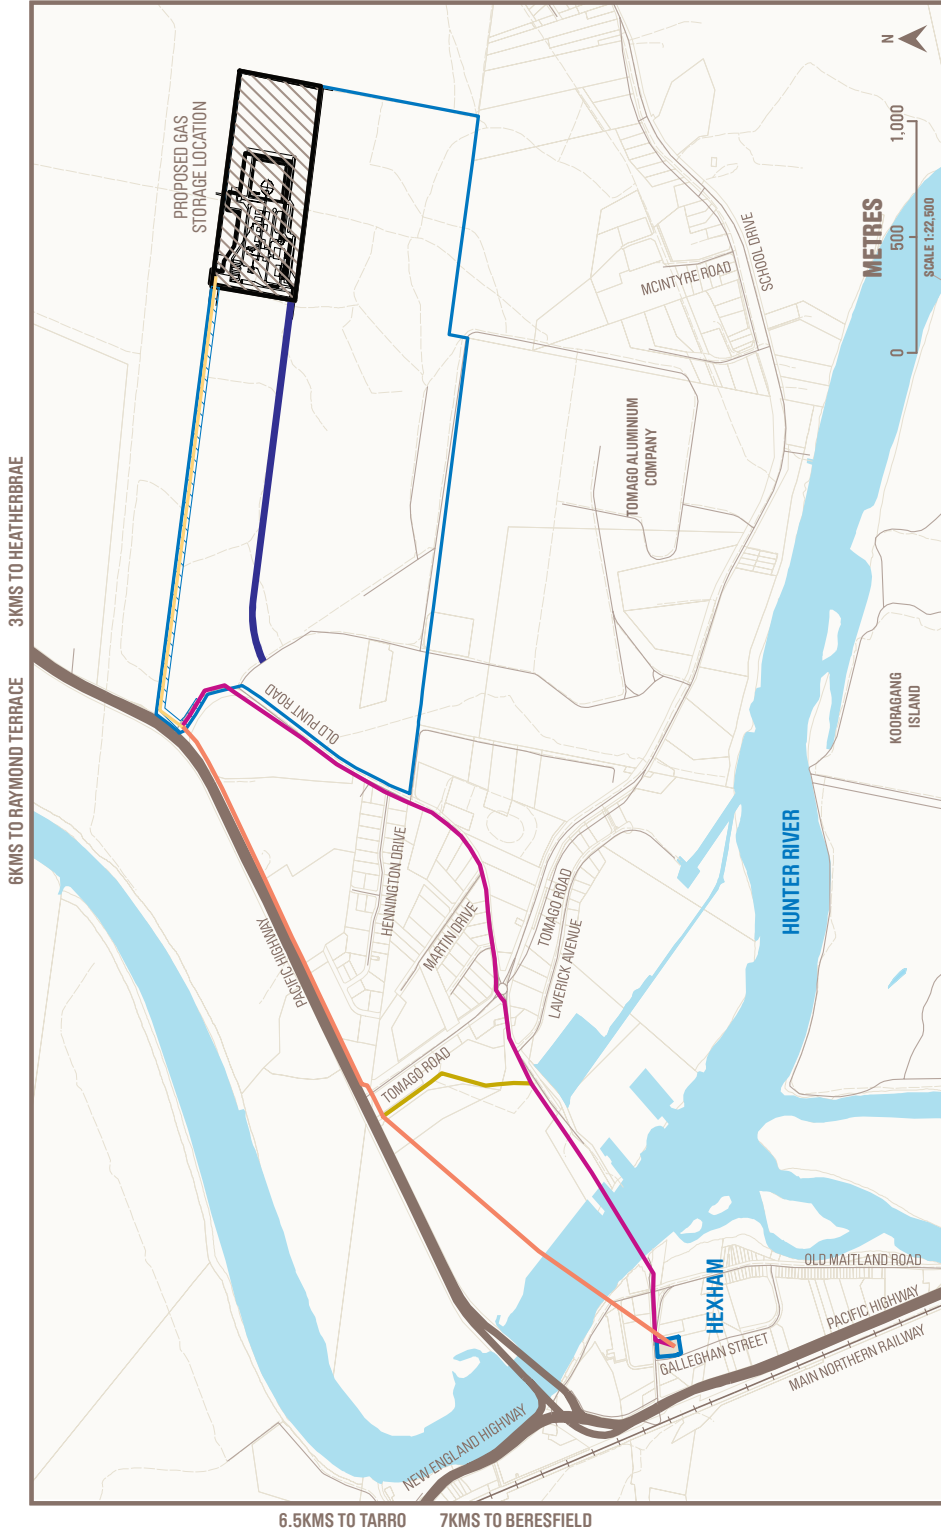 6KMS TO RAYMOND TERRACE
3KMS TO HEATHERBRAE
PROPOSED GAS
STORAGE LOCATION
N
METRES
0
500
1,000
SCALE 1:22,500
SCHOOL DRIVE
MCINTYRE ROAD
TOMAGO ALUMINIUM
COMPANY
OLD PUNT ROAD
KOORAGANG
ISLAND
HUNTER RIVER
HENNINGTON DRIVE
MARTIN DRIVE
TOMAGO ROAD
LAVERICK AVENUE
PACIFIC HIGHWAY
TOMAGO ROAD
HEXHAM
OLD MAITLAND ROAD
GALLEGHAN STREET
PACIFIC HIGHWAY
MAIN NORTHERN RAILWAY
NEW ENGLAND HIGHWAY
6.5KMS TO TARRO
7KMS TO BERESFIELD